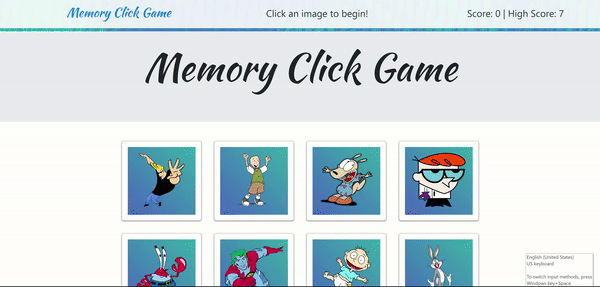 Memory Click Game
Click an image to begin!
Score: 0 | High Score: 7
Memory Click Game
English (United States)
US keyboard
To switch input methods, press
Windows key+Space.